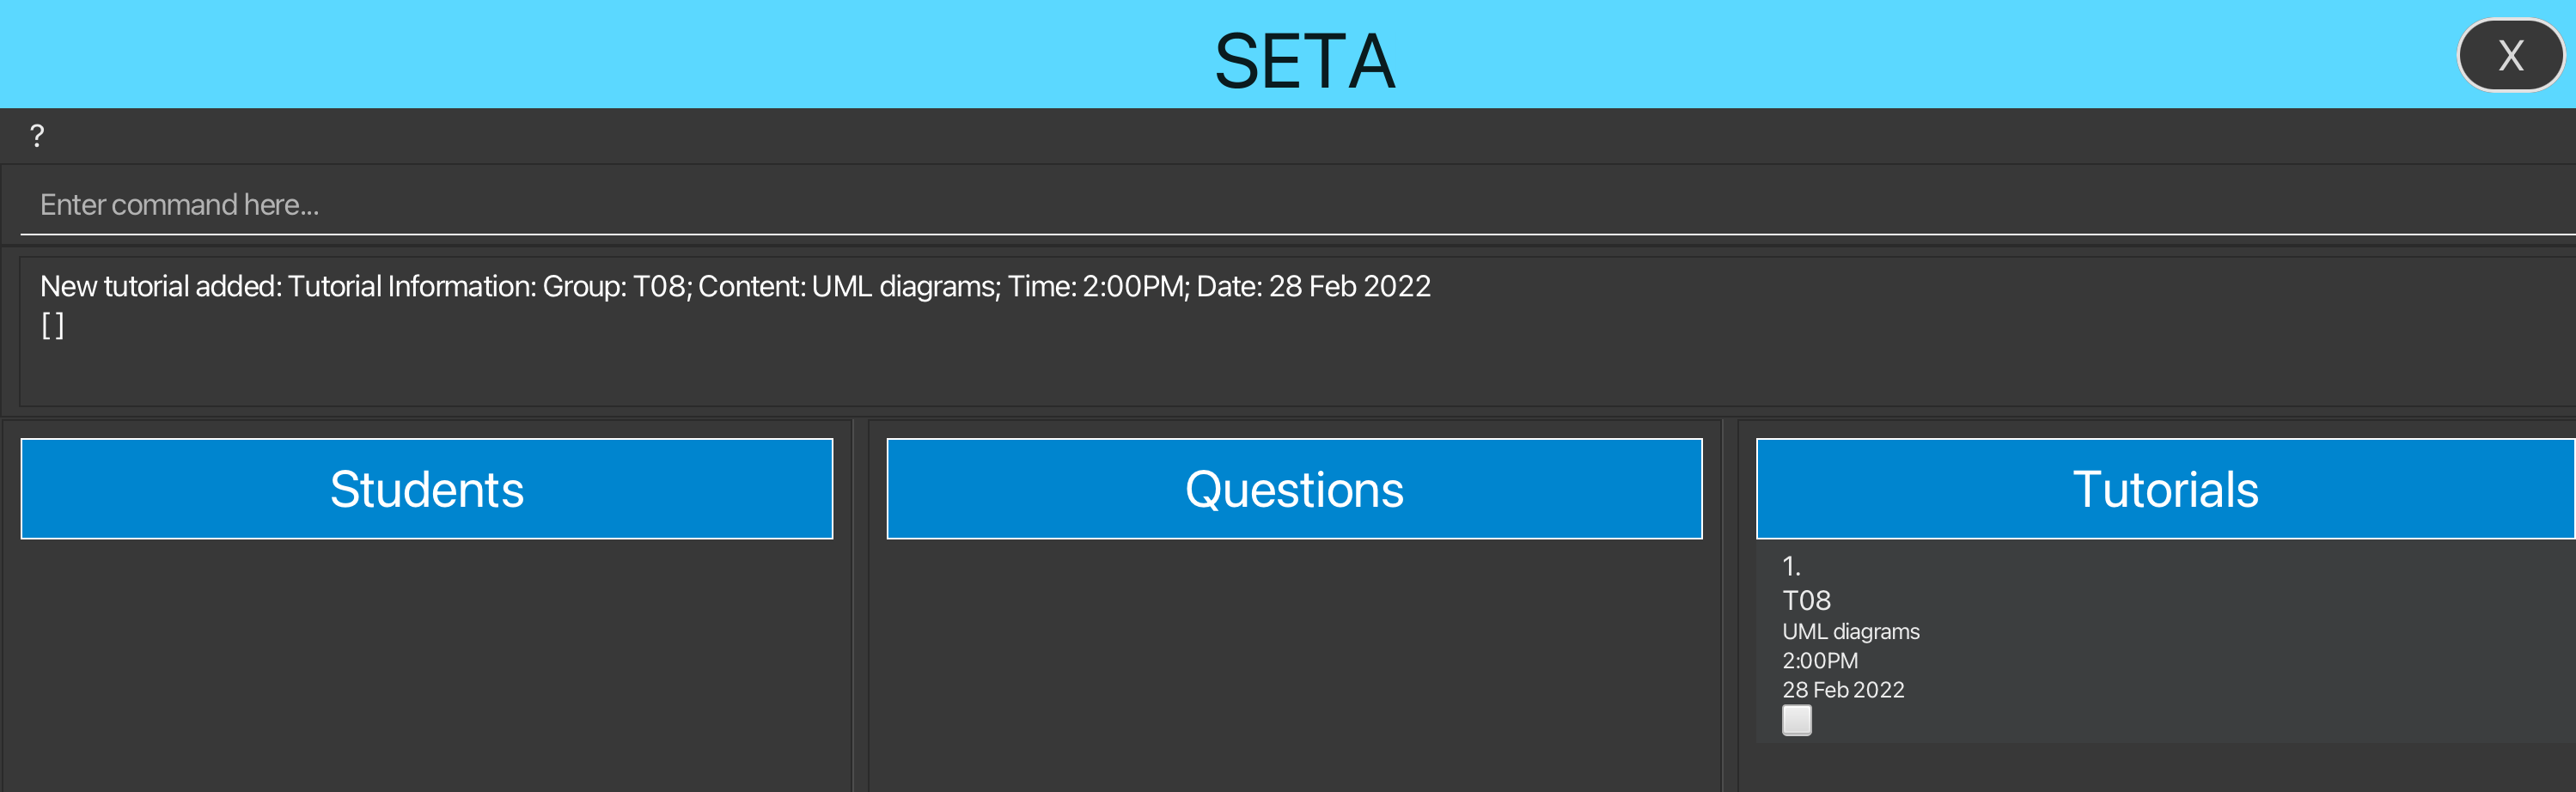 SETA
X
?
Enter command here...
New tutorial added: Tutorial Information: Group: T08; Content: UML diagrams; Time: 2:00PM; Date: 28 Feb 2022
[ ]
Students
Questions
Tutorials
1.
T08
UML diagrams
2:00PM
28 Feb 2022